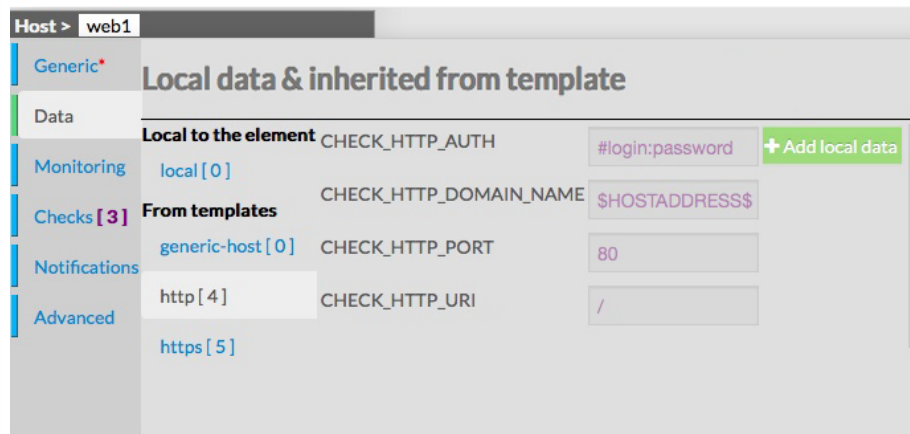 Host > web1
Generic*
Data
Monitoring
Checks [ 3 ]
Notifications
Advanced
Local data & inherited from template
Local to the element
local [ 0 ]
From templates
generic-host [ 0 ]
http [ 4 ]
https [ 5 ]
CHECK_HTTP_AUTH #login:password + Add local data
CHECK_HTTP_DOMAIN_NAME $HOSTADDRESS$
CHECK_HTTP_PORT 80
CHECK_HTTP_URI /